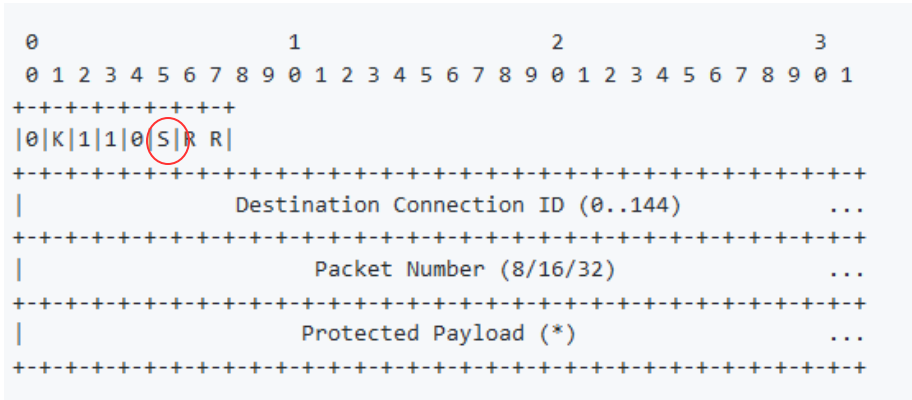 0                   1                   2                   3
0 1 2 3 4 5 6 7 8 9 0 1 2 3 4 5 6 7 8 9 0 1 2 3 4 5 6 7 8 9 0 1
+-+-+-+-+-+-+-+-+
|0|K|1|1|0|S|R R|
+-+-+-+-+-+-+-+-+-+-+-+-+-+-+-+-+-+-+-+-+-+-+-+-+-+-+-+-+-+-+-+-+
|                Destination Connection ID (0..144)           ...
+-+-+-+-+-+-+-+-+-+-+-+-+-+-+-+-+-+-+-+-+-+-+-+-+-+-+-+-+-+-+-+-+
|                      Packet Number (8/16/32)                ...
+-+-+-+-+-+-+-+-+-+-+-+-+-+-+-+-+-+-+-+-+-+-+-+-+-+-+-+-+-+-+-+-+
|                     Protected Payload (*)                   ...
+-+-+-+-+-+-+-+-+-+-+-+-+-+-+-+-+-+-+-+-+-+-+-+-+-+-+-+-+-+-+-+-+